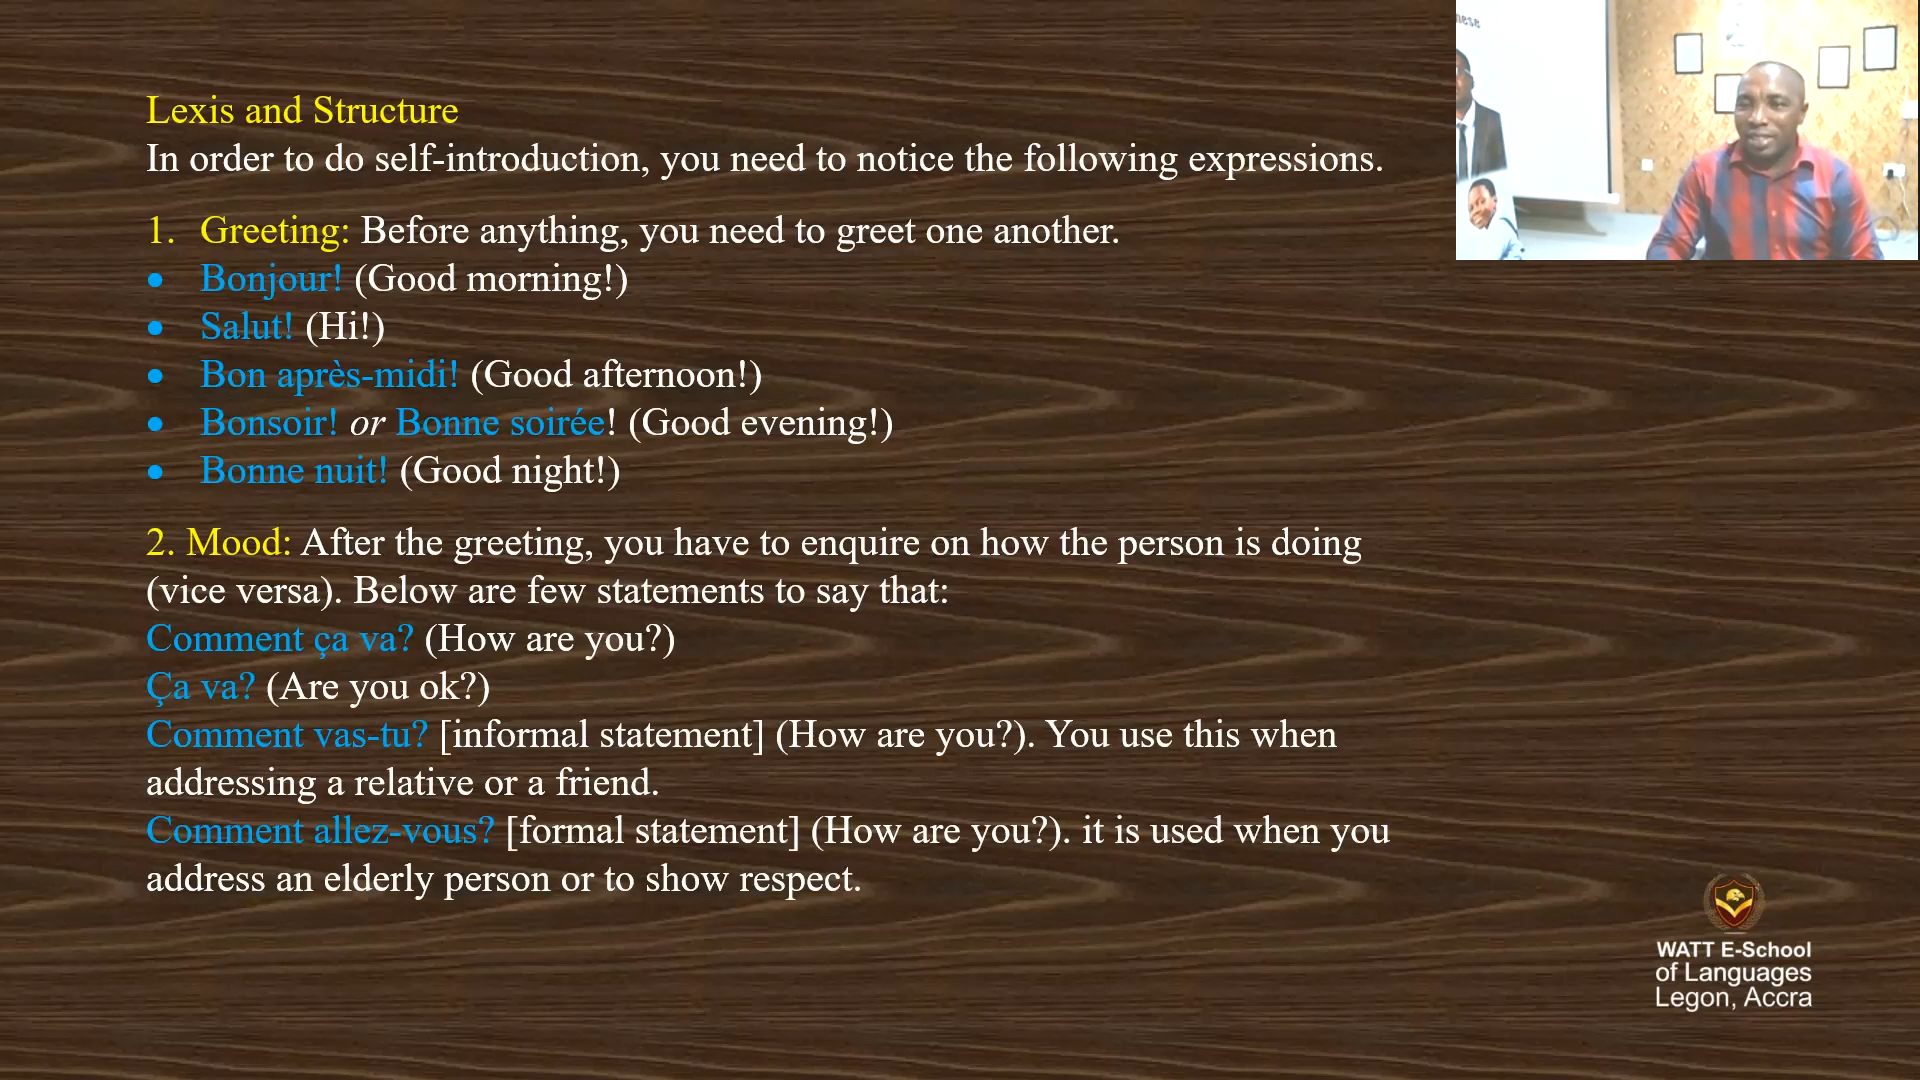 Lexis and Structure
In order to do self-introduction, you need to notice the following expressions.
1. Greeting: Before anything, you need to greet one another.
• Bonjour! (Good morning!)
• Salut! (Hi!)
• Bon après-midi! (Good afternoon!)
• Bonsoir! or Bonne soirée! (Good evening!)
• Bonne nuit! (Good night!)
2. Mood: After the greeting, you have to enquire on how the person is doing
(vice versa). Below are few statements to say that:
Comment ça va? (How are you?)
Ça va? (Are you ok?)
Comment vas-tu? [informal statement] (How are you?). You use this when
addressing a relative or a friend.
Comment allez-vous? [formal statement] (How are you?). it is used when you
address an elderly person or to show respect.
WATT E-School
of Languages
Legon, Accra